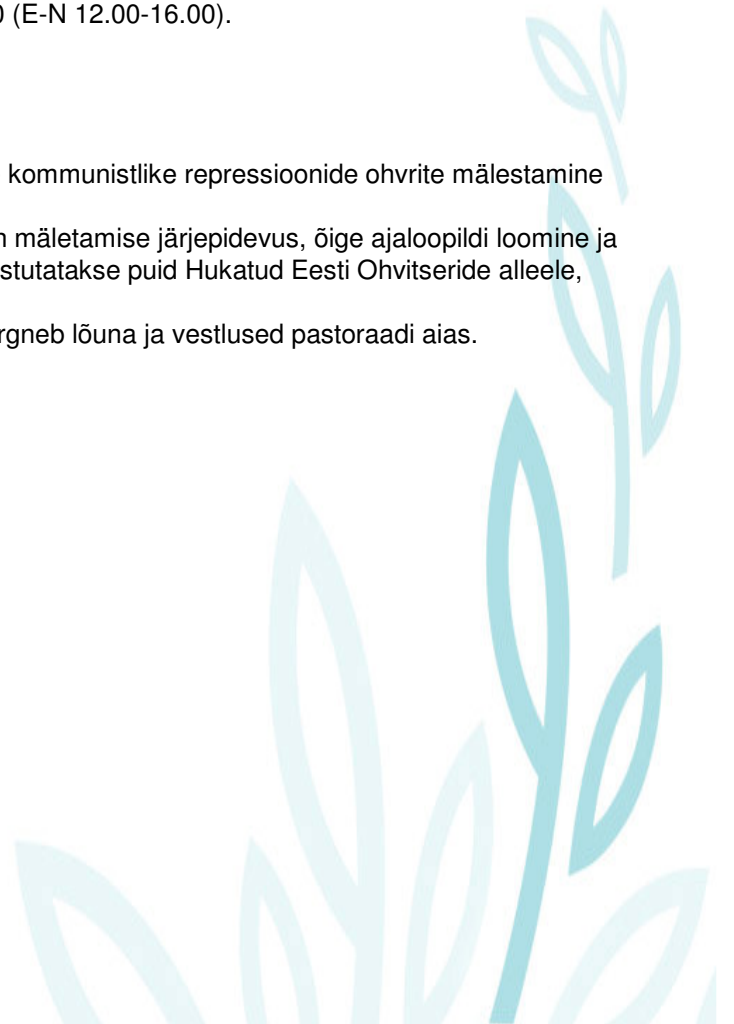 (E-N 12.00-16.00).
kommunistlike repressioonide ohvrite mälestamine
mäletamise järjepidevus, õige ajaloopildi loomine ja
stutatakse puid Hukatud Eesti Ohvitseride alleele,
rgneb lõuna ja vestlused pastoraadi aias.